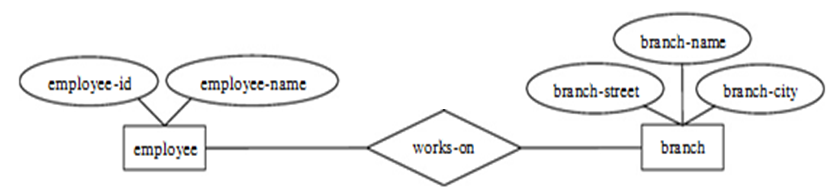 branch-name
employee-id
employee-name
branch-street
branch-city
employee
works-on
branch